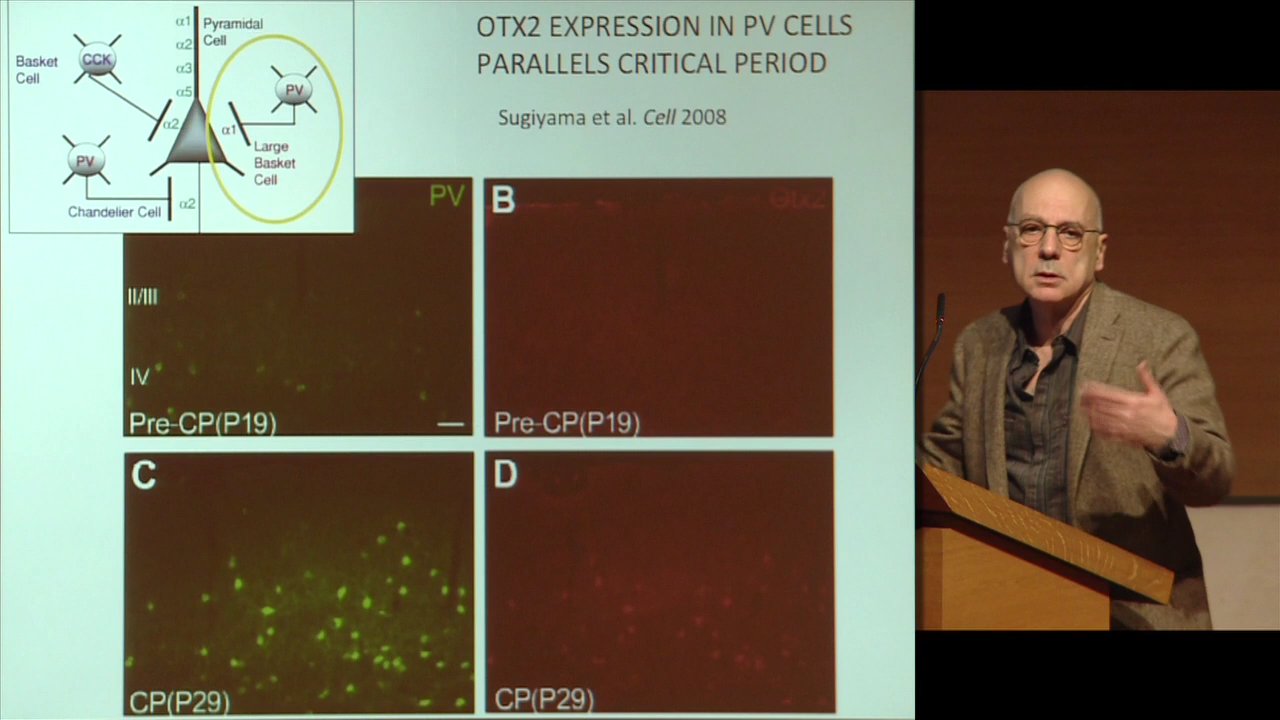 OTX2 EXPRESSION IN PV CELLS
PARALLELS CRITICAL PERIOD
Sugiyama et al. Cell 2008
α1
Pyramidal
Cell
α2
α3
α5
Basket
Cell
CCK
α2
PV
α1
Large
Basket
Cell
PV
Chandelier Cell
α2
PV
II/III
IV
Pre-CP(P19)
B
Otx2
Pre-CP(P19)
C
CP(P29)
D
CP(P29)